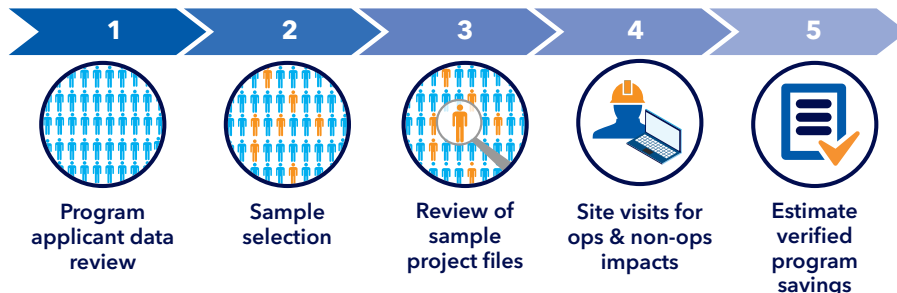 1 2 3 4 5
Program
applicant data
review
Sample
selection
Review of
sample
project files
Site visits for
ops & non-ops
impacts
Estimate
verified
program
savings